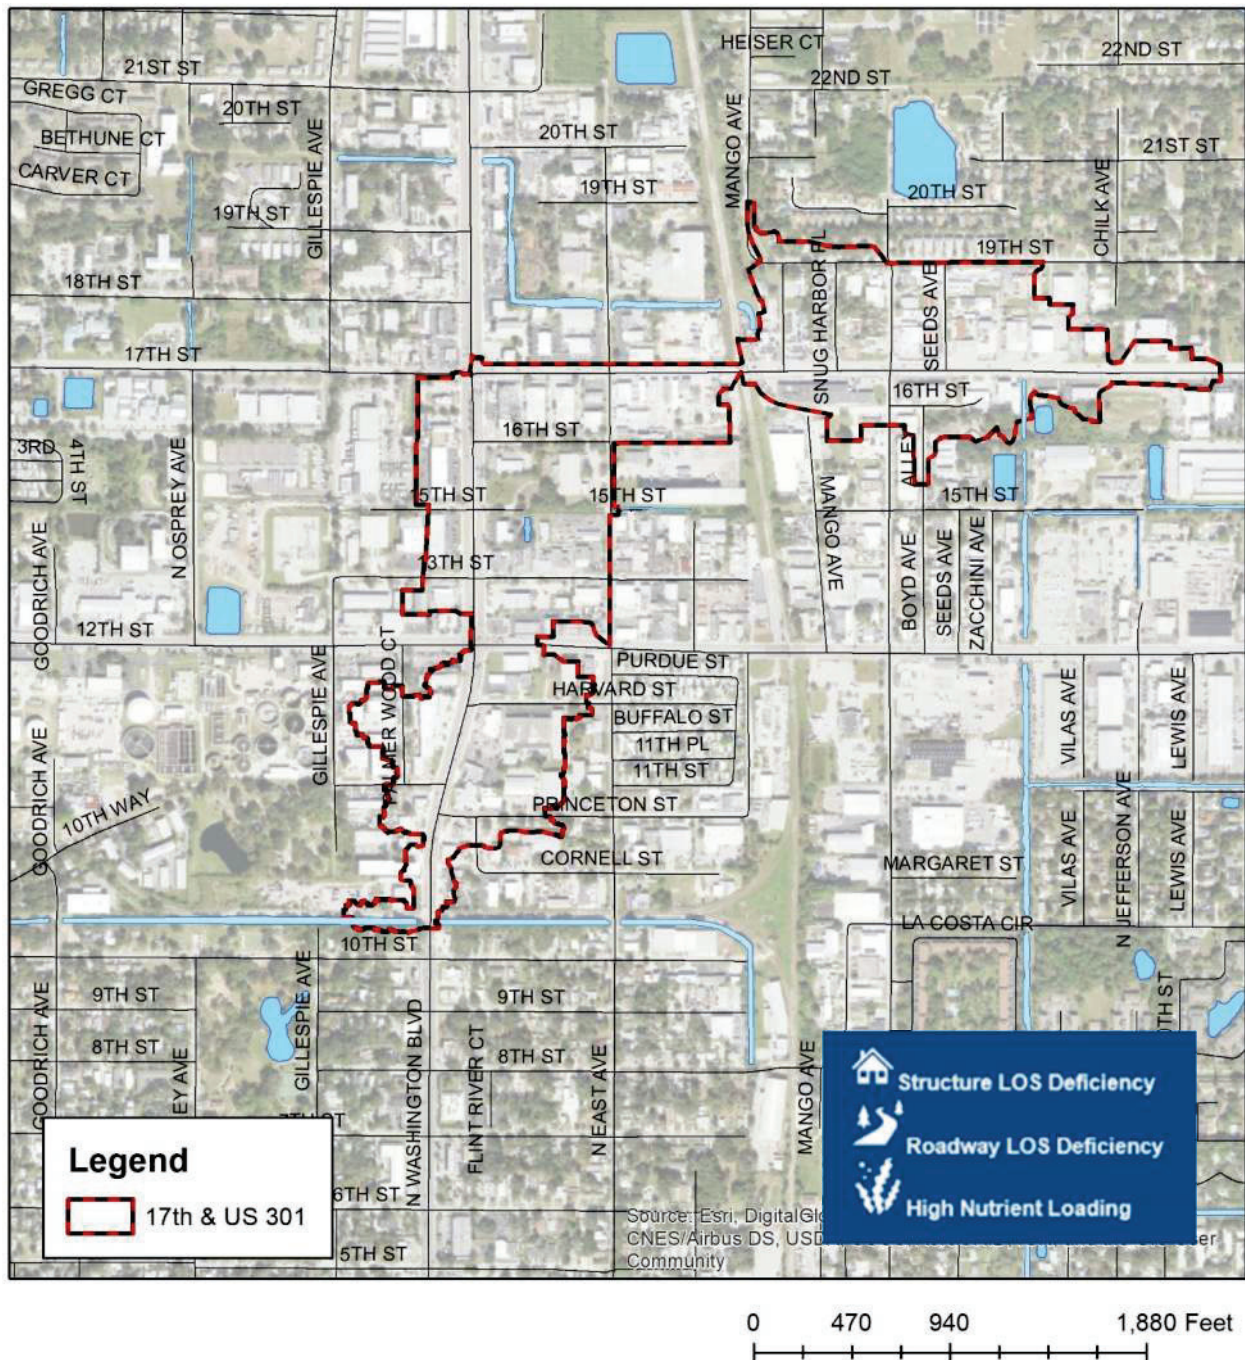 HEISER CT
22ND ST
21ST ST
22ND ST
GREGG CT
20TH ST
BETHUNE CT
20TH ST
21ST ST
CARVER CT
GILLESPIE AVE
MANGO AVE
19TH ST
20TH ST
CHILK AVE
19TH ST
19TH ST
18TH ST
SNUG HARBOR PL
SEEDS AVE
17TH ST
16TH ST
16TH ST
3RD
4TH ST
N OSPREY AVE
ALLE
15TH ST
15TH ST
15TH ST
MANGO AVE
GOODRICH AVE
13TH ST
BOYD AVE
SEEDS AVE
ZACCHINI AVE
12TH ST
GILLESPIE AVE
PURDUE ST
HARVARD ST
BUFFALO ST
11TH PL
11TH ST
VILAS AVE
LEWIS AVE
GOODRICH AVE
10TH WAY
PRINCETON ST
CORNELL ST
MARGARET ST
VILAS AVE
N JEFFERSON AVE
LEWIS AVE
LA COSTA CIR
10TH ST
GOODRICH AVE
9TH ST
GILLESPIE AVE
9TH ST
8TH ST
N WASHINGTON BLVD
FLINT RIVER CT
8TH ST
N EAST AVE
MANGO AVE
EY AVE
6TH ST
5TH ST
Structure LOS Deficiency
Roadway LOS Deficiency
High Nutrient Loading
Legend
17th & US 301
Source: Esri, DigitalGlo
CNES/Airbus DS, USD
Community
0 470 940 1,880 Feet